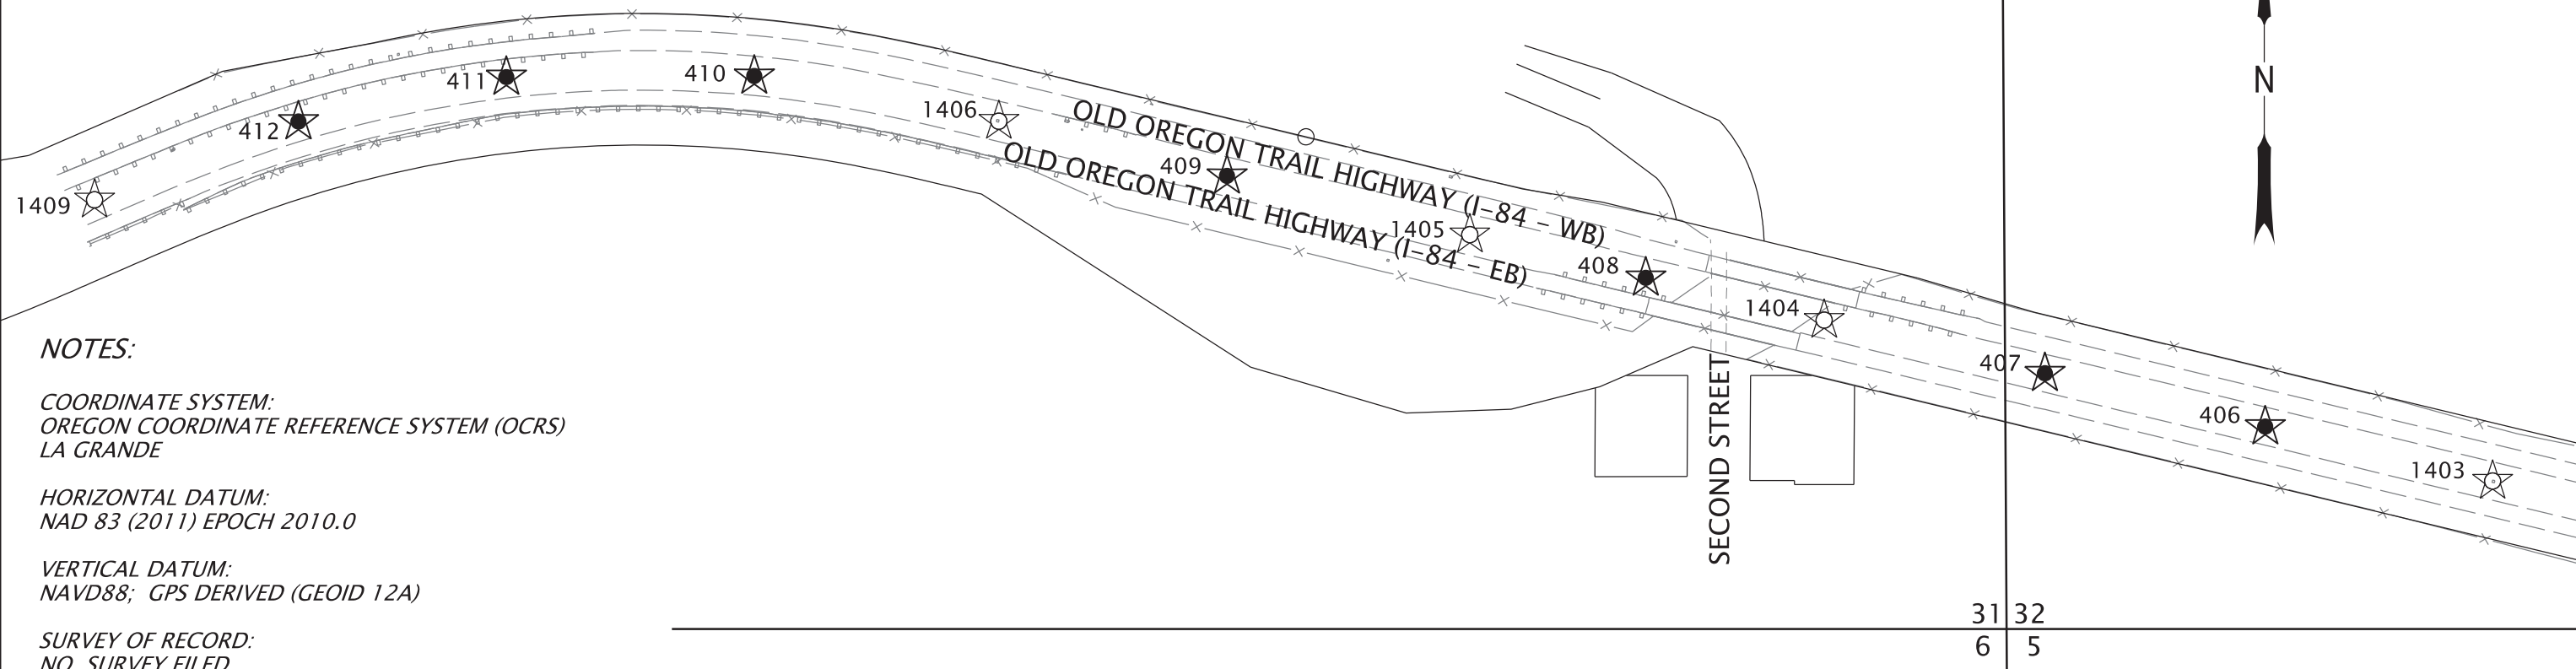 N
411
410
412
1406
1409
409
OLD OREGON TRAIL HIGHWAY (I-84 - WB)
OLD OREGON TRAIL HIGHWAY (I-84 - EB)
1405
408
1404
407
406
1403
SECOND STREET
NOTES:
COORDINATE SYSTEM:
OREGON COORDINATE REFERENCE SYSTEM (OCRS)
LA GRANDE
HORIZONTAL DATUM:
NAD 83 (2011) EPOCH 2010.0
VERTICAL DATUM:
NAVD88; GPS DERIVED (GEOID 12A)
SURVEY OF RECORD:
NO SURVEY FILED
31 32
6 5